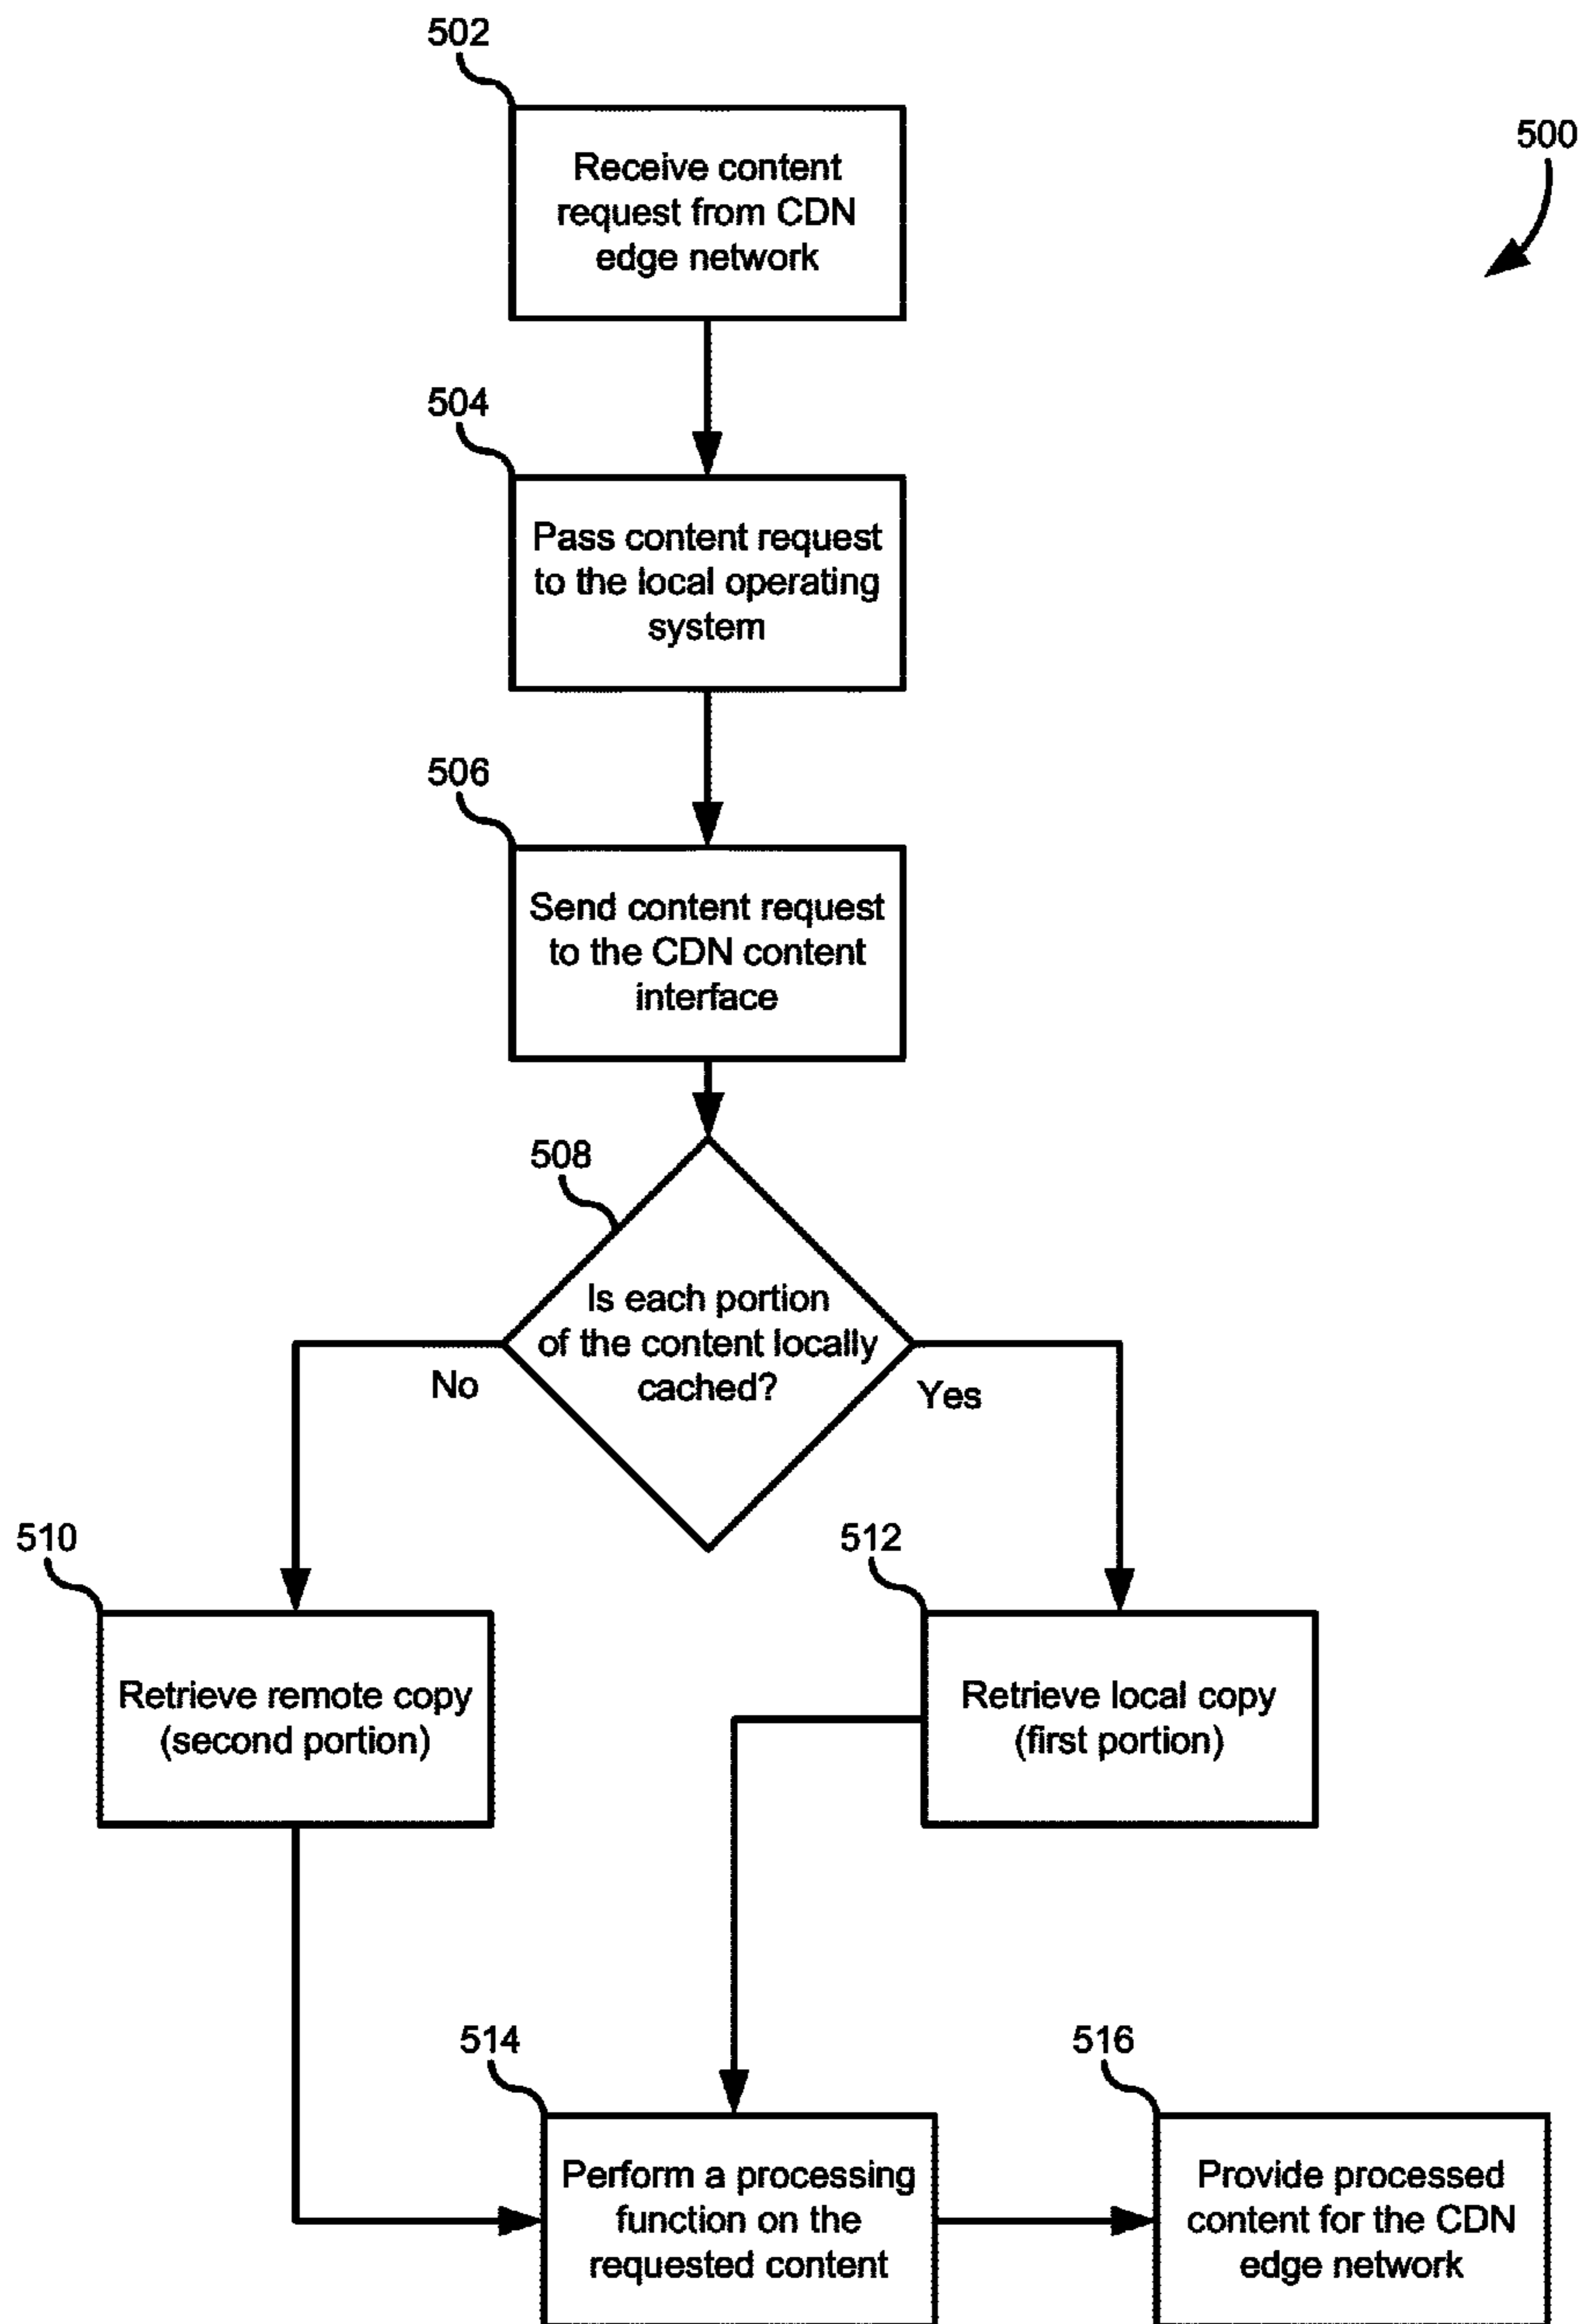 502
500
Receive content
request from CDN
edge network
504
Pass content request
to the local operating
system
506
Send content request
to the CDN content
interface
508
Is each portion
of the content locally
cached?
No
Yes
510
512
Retrieve remote copy
(second portion)
Retrieve local copy
(first portion)
514
516
Perform a processing
function on the
requested content
Provide processed
content for the CDN
edge network